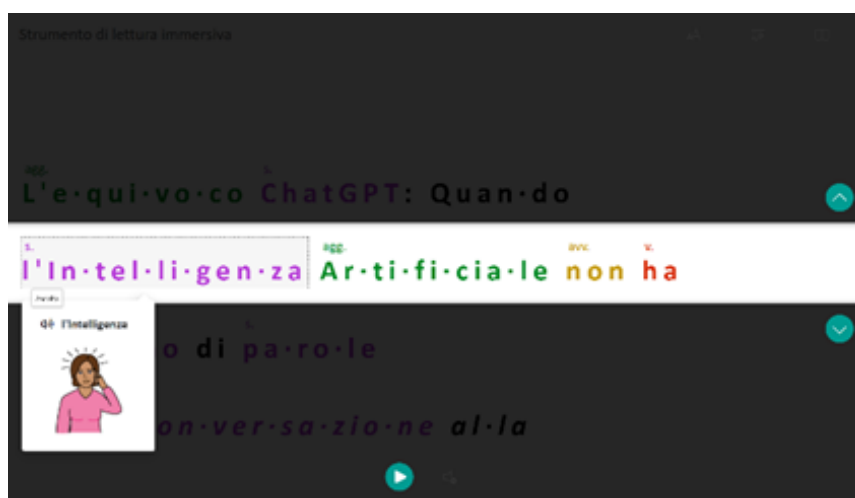 Strumento di lettura immersiva
agg. s.
L'e·qui·vo·co ChatGPT: Quan·do
s. agg. avv. v.
l'In·tel·li·gen·za Ar·ti·fi·cia·le non ha
l'Intelligenza
s.
o di pa·ro·le
on·ver·sa·zio·ne al·la